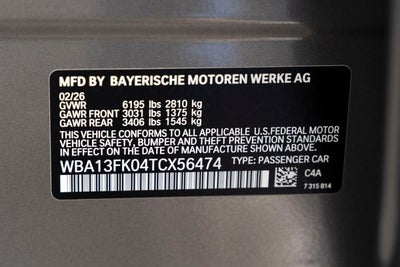 MFD BY BAYERISCHE MOTOREN WERKE AG
02/26
GVWR 6195 lbs 2810 kg
GAWR FRONT 3031 lbs 1375 kg
GAWR REAR 3406 lbs 1545 kg
THIS VEHICLE CONFORMS TO ALL APPLICABLE U.S.FEDERAL MOTOR
VEHICLE SAFETY, BUMPER, AND THEFT PREVENTION STANDARDS
IN EFFECT ON THE DATE OF MANUFACTURE SHOWN ABOVE.
WBA13FK04TCX56474 TYPE: PASSENGER CAR
C4A
7 315 814